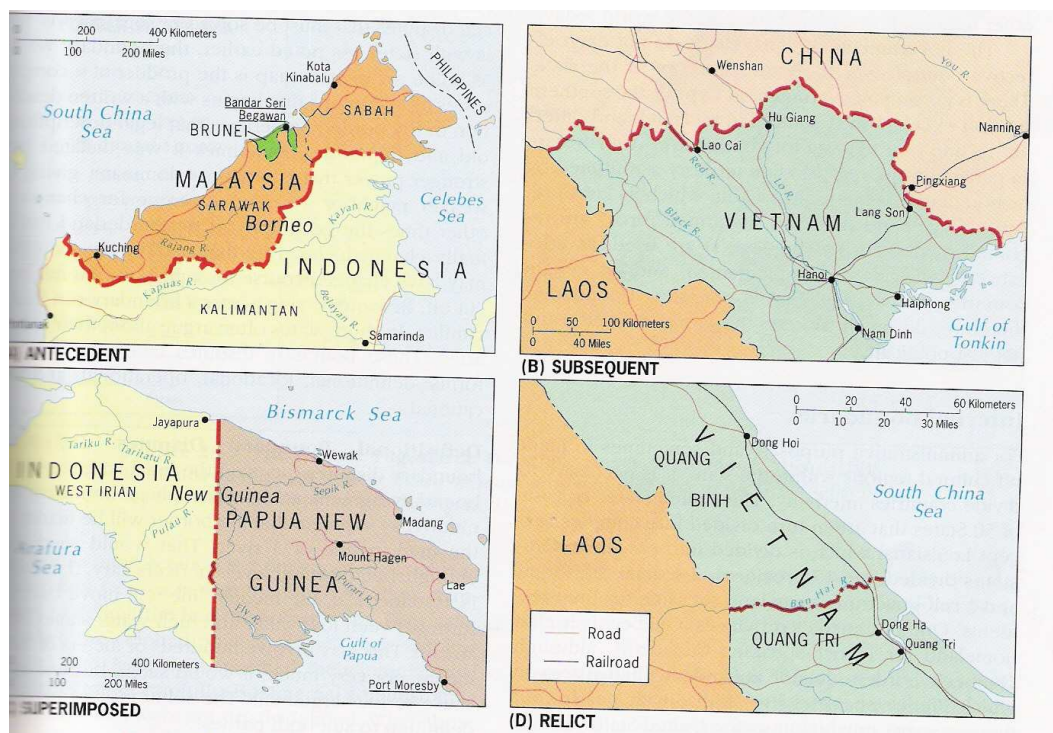 200 400 Kilometers
100 200 Miles
Kota
Kinabalu
PHILIPPINES
South China
Sea
Bandar Seri
Begawan
SABAH
BRUNEI
MALAYSIA
SARAWAK
Borneo
Celebes
Sea
Kayan R.
Kuching
Rajang R.
INDONESIA
Kapuas R.
KALIMANTAN
Belayan R.
Samarinda
ANTECEDENT
CHINA
Wenshan
You R.
Hu Giang
Nanning
Lao Cai
Red R.
Lo R.
Pingxiang
Black R.
VIETNAM
Lang Son
Hanoi
LAOS
Haiphong
0 50 100 Kilometers
0 40 Miles
Nam Dinh
Gulf of
Tonkin
(B) SUBSEQUENT
Bismarck Sea
Jayapura
Tariku R.
Taritatu R.
Wewak
INDONESIA
WEST IRIAN
New Guinea
Sepik R.
PAPUA NEW
GUINEA
Pulau R.
Madang
Arafura
Sea
Mount Hagen
Lae
Purari R.
Fly R.
Gulf of
Papua
200 400 Kilometers
100 200 Miles
Port Moresby
SUPERIMPOSED
0 20 40 60 Kilometers
0 10 20 30 Miles
Dong Hoi
VIETNAM
QUANG
BINH
South China
Sea
LAOS
Ben Hai R.
Dong Ha
QUANG TRI
Quang Tri
Road
Railroad
(D) RELICT